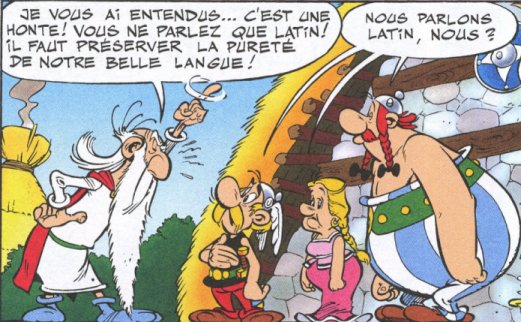 JE VOUS AI ENTENDUS... C'EST UNE
HONTE! VOUS NE PARLEZ QUE LATIN!
IL FAUT PRÉSERVER LA PURETÉ
DE NOTRE BELLE LANGUE!
NOUS PARLONS
LATIN, NOUS ?